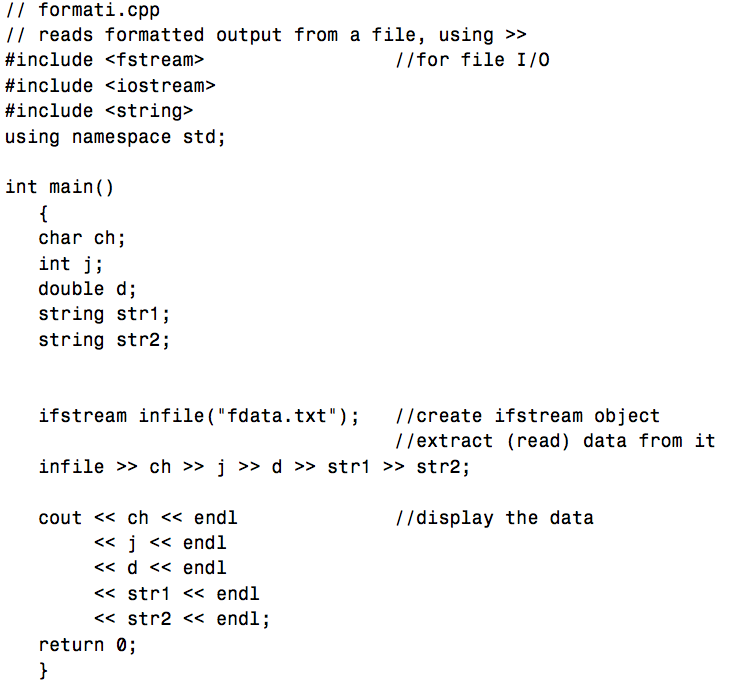 // formati.cpp
// reads formatted output from a file, using >>
#include <fstream>                 //for file I/O
#include <iostream>
#include <string>
using namespace std;

int main()
   {
   char ch;
   int j;
   double d;
   string str1;
   string str2;


   ifstream infile("fdata.txt");   //create ifstream object
                                   //extract (read) data from it
   infile >> ch >> j >> d >> str1 >> str2;

   cout << ch << endl              //display the data
        << j << endl
        << d << endl
        << str1 << endl
        << str2 << endl;
   return 0;
   }